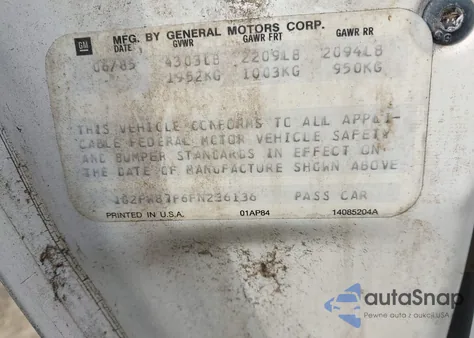 GM
MFG. BY GENERAL MOTORS CORP.
DATE GVWR GAWR FRT GAWR RR
06/85 4303LB 2209LB 2094LB
1952KG 1003KG 950KG
THIS VEHICLE CONFORMS TO ALL APPLI-
CABLE FEDERAL MOTOR VEHICLE SAFETY
AND BUMPER STANDARDS IN EFFECT ON
THE DATE OF MANUFACTURE SHOWN ABOVE
PASS CAR
PRINTED IN U.S.A. 01AP84 14085204A
autoSnap
Pewne auta z aukcji USA